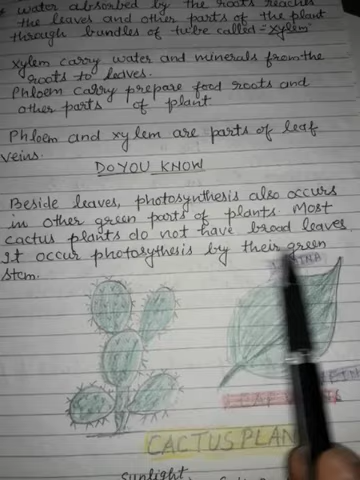 water absorbed by the roots reaches
the leaves and other parts of the plant
through bundles of tube called = xylem
xylem carry water and minerals from the
roots to leaves.
Phloem carry prepare food roots and
other parts of plant
Phloem and xylem are parts of leaf
veins.
DO YOU KNOW
Beside leaves, photosynthesis also occurs
in other green parts of plants. Most
cactus plants do not have broad leaves
It occur photosythesis by their green
stem.
CACTUS PLAN
Sunlight,